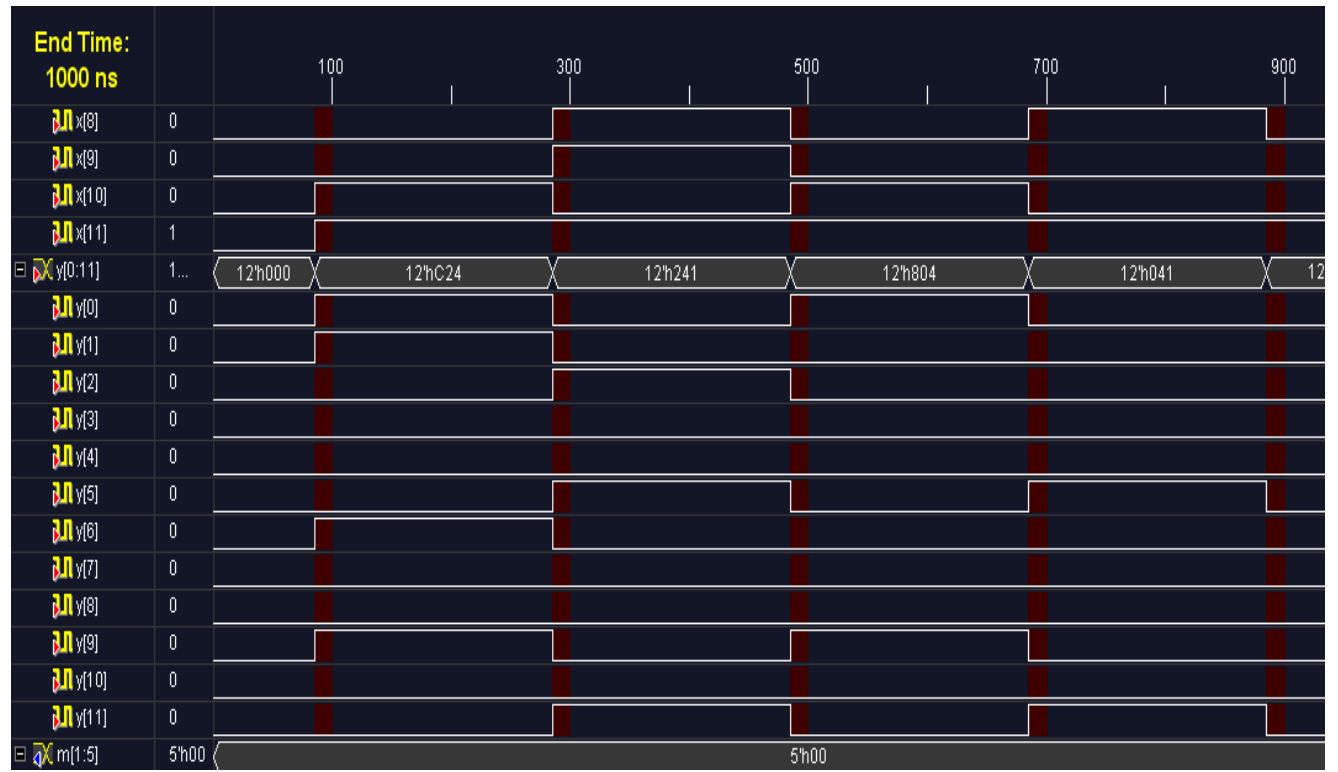 End Time:
1000 ns
100 300 500 700 900
x[8] 0
x[9] 0
x[10] 0
x[11] 1
y[0:11] 1... 12'h000 12'hC24 12'h241 12'h804 12'h041 12
y[0] 0
y[1] 0
y[2] 0
y[3] 0
y[4] 0
y[5] 0
y[6] 0
y[7] 0
y[8] 0
y[9] 0
y[10] 0
y[11] 0
m[1:5] 5'h00 5'h00